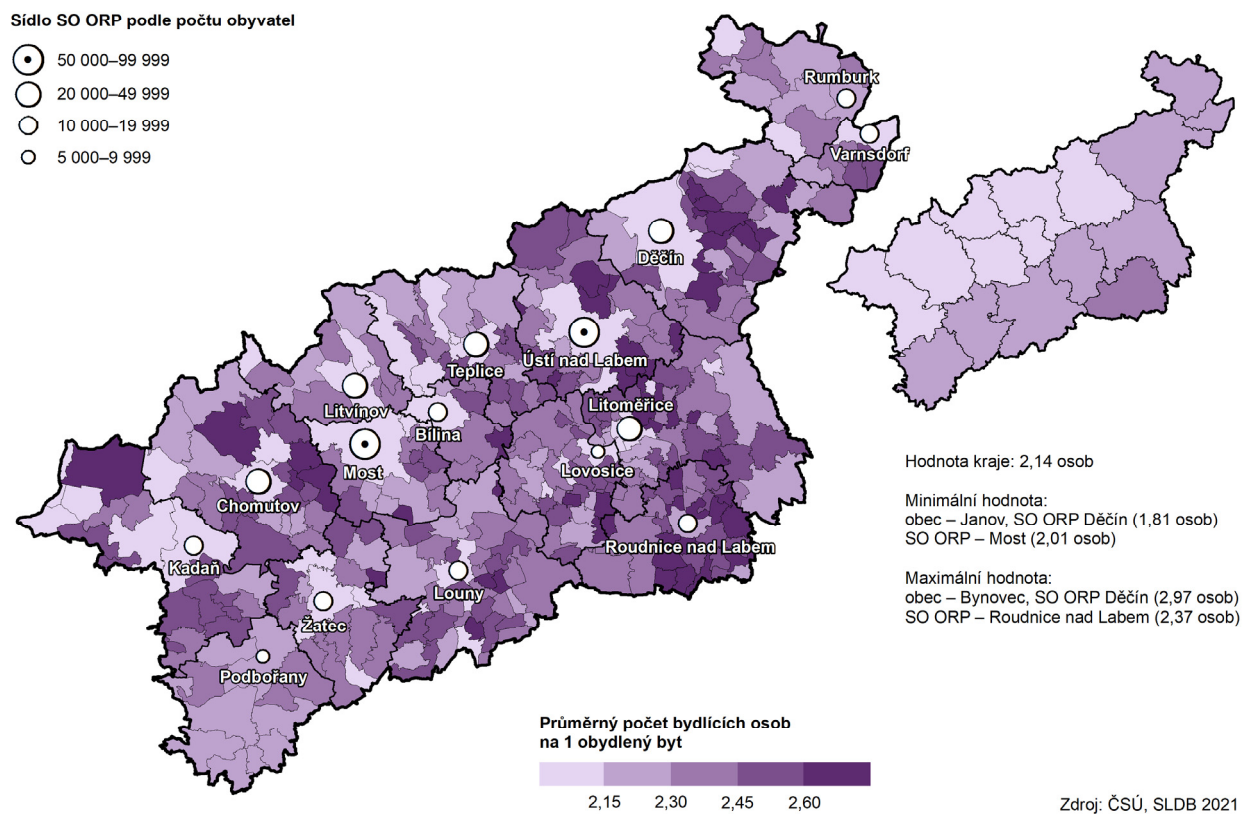 Sídlo SO ORP podle počtu obyvatel
50 000–99 999
20 000–49 999
10 000–19 999
5 000–9 999
Rumburk
Varnsdorf
Děčín
Ústí nad Labem
Teplice
Litvínov
Litoměřice
Bílina
Most
Lovosice
Chomutov
Roudnice nad Labem
Kadaň
Louny
Žatec
Podbořany
Hodnota kraje: 2,14 osob
Minimální hodnota:
obec – Janov, SO ORP Děčín (1,81 osob)
SO ORP – Most (2,01 osob)
Maximální hodnota:
obec – Bynovec, SO ORP Děčín (2,97 osob)
SO ORP – Roudnice nad Labem (2,37 osob)
Průměrný počet bydlících osob
na 1 obydlený byt
2,15 2,30 2,45 2,60
Zdroj: ČSÚ, SLDB 2021